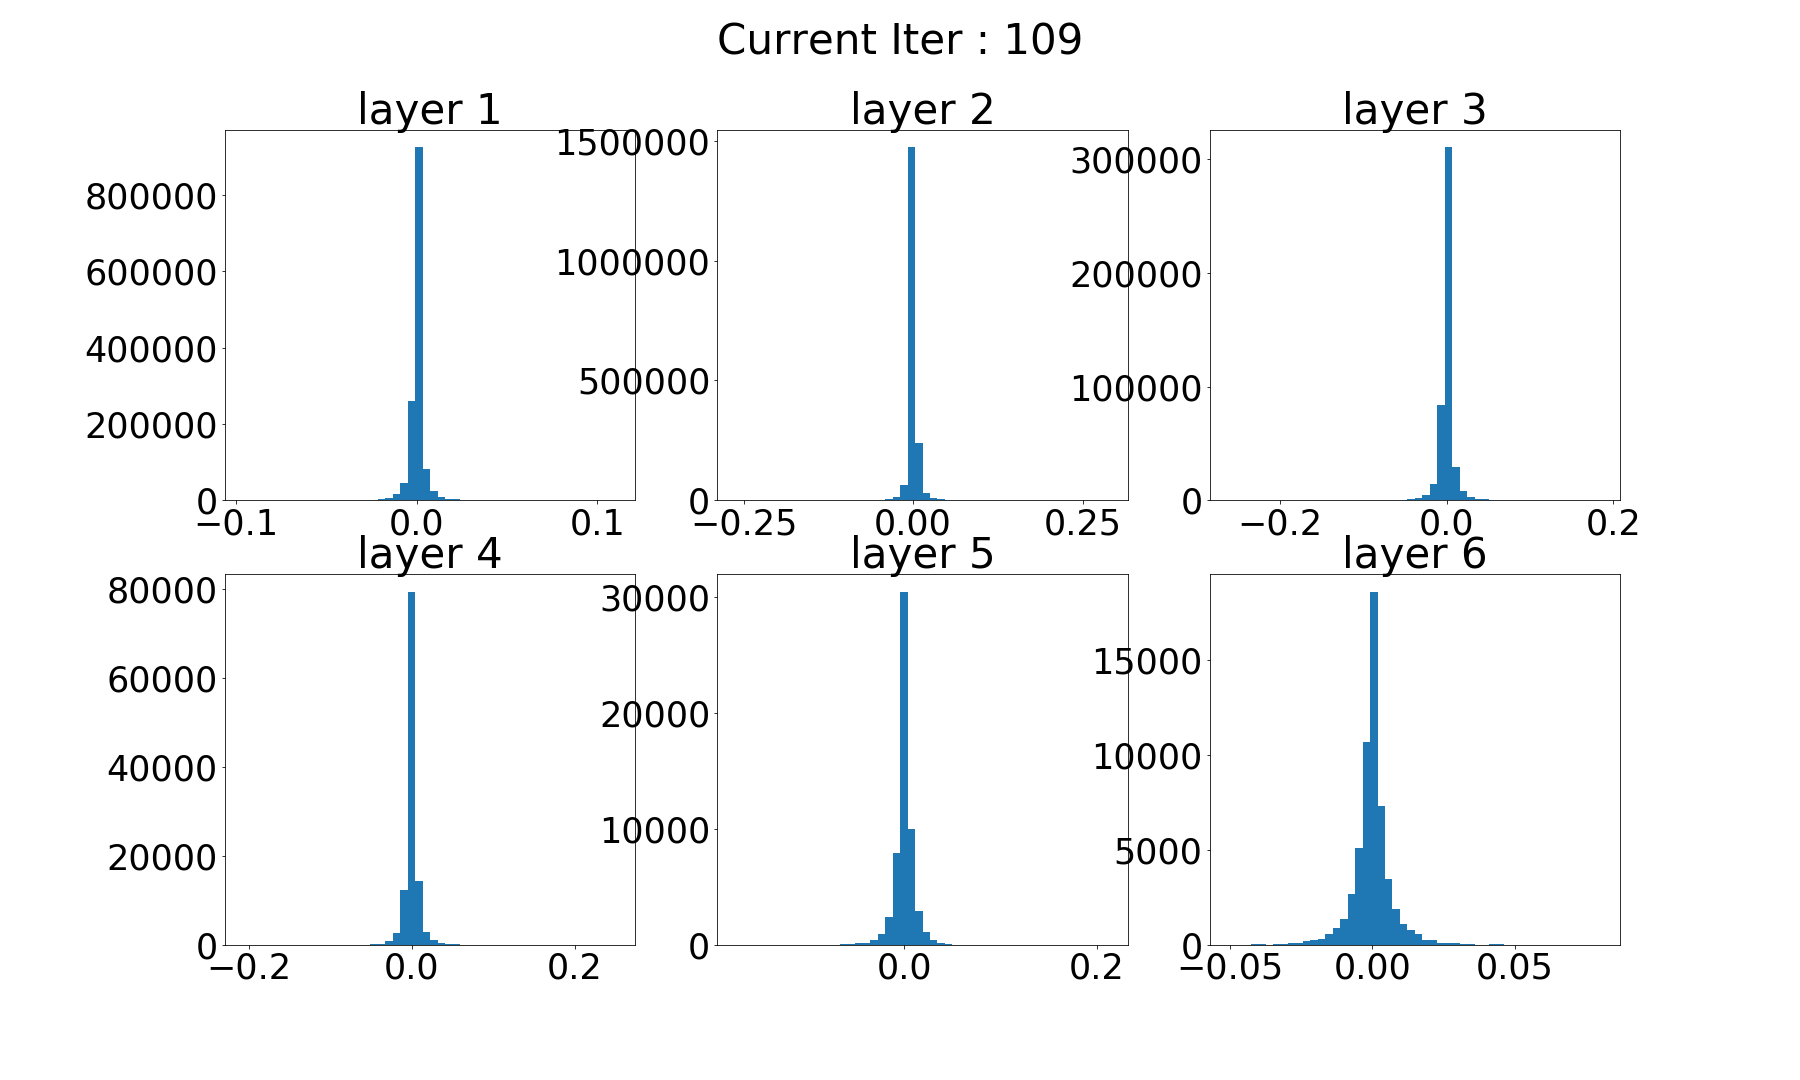 Current Iter : 109
layer 1
800000
600000
400000
200000
0
−0.1 0.0 0.1
layer 2
1500000
1000000
500000
0
−0.25 0.00 0.25
layer 3
300000
200000
100000
0
−0.2 0.0 0.2
layer 4
80000
60000
40000
20000
0
−0.2 0.0 0.2
layer 5
30000
20000
10000
0
0.0 0.2
layer 6
15000
10000
5000
0
−0.05 0.00 0.05